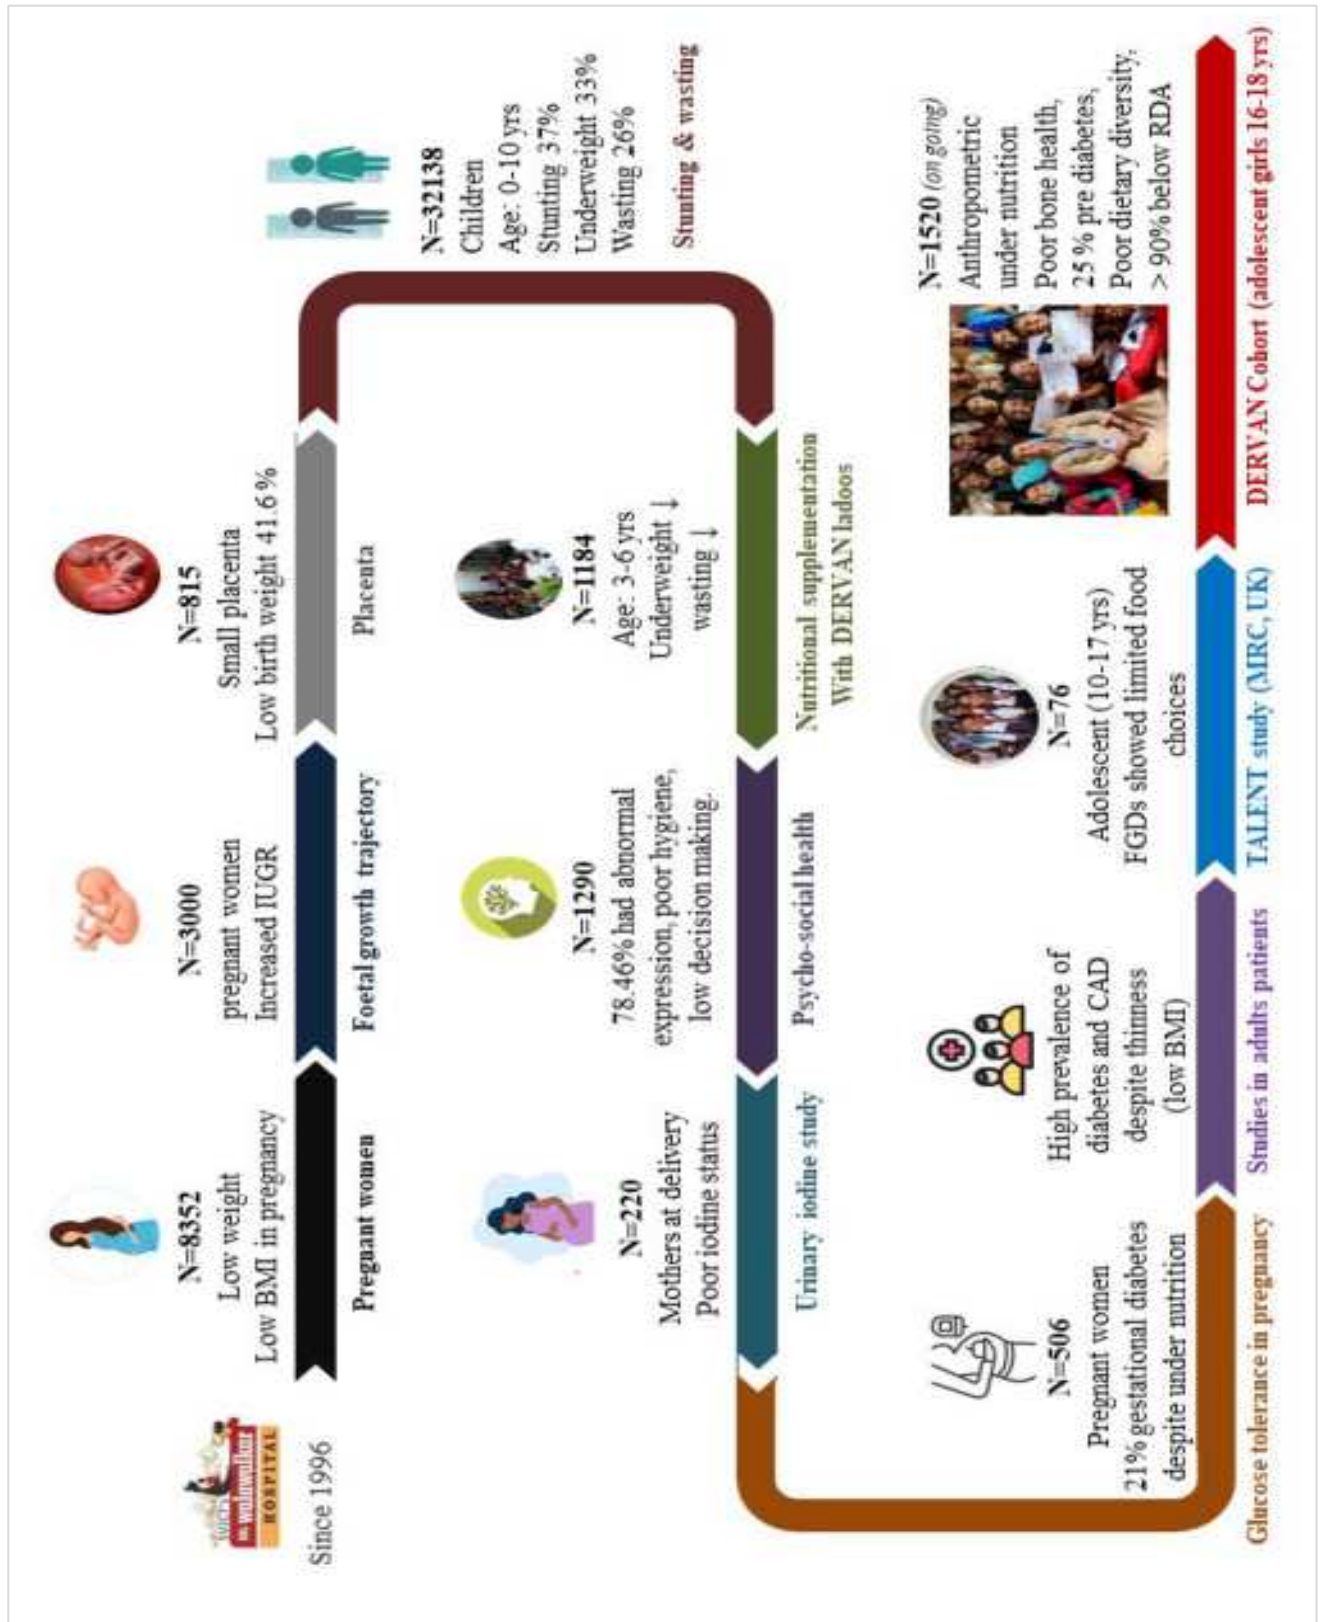 WALAWALKAR
HOSPITAL
Since 1996
N=8352
Low weight
Low BMI in pregnancy
Pregnant women
N=3000
pregnant women
Increased IUGR
Foetal growth trajectory
N=815
Small placenta
Low birth weight 41.6 %
Placenta
N=32138
Children
Age: 0-10 yrs
Stunting 37%
Underweight 33%
Wasting 26%
Stunting & wasting
N=1184
Age: 3-6 yrs
Underweight ↓
wasting ↓
Nutritional supplementation
With DERVAN ladoos
N=1290
78.46% had abnormal
expression, poor hygiene,
low decision making.
Psycho-social health
N=220
Mothers at delivery
Poor iodine status
Urinary iodine study
N=506
Pregnant women
21% gestational diabetes
despite under nutrition
Glucose tolerance in pregnancy
High prevalence of
diabetes and CAD
despite thinness
(low BMI)
Studies in adults patients
N=76
Adolescent (10-17 yrs)
FGDs showed limited food
choices
TALENT study (MRC, UK)
N=1520 (on going)
Anthropometric
under nutrition
Poor bone health,
25 % pre diabetes,
Poor dietary diversity,
> 90% below RDA
DERVAN Cohort (adolescent girls 16-18 yrs)